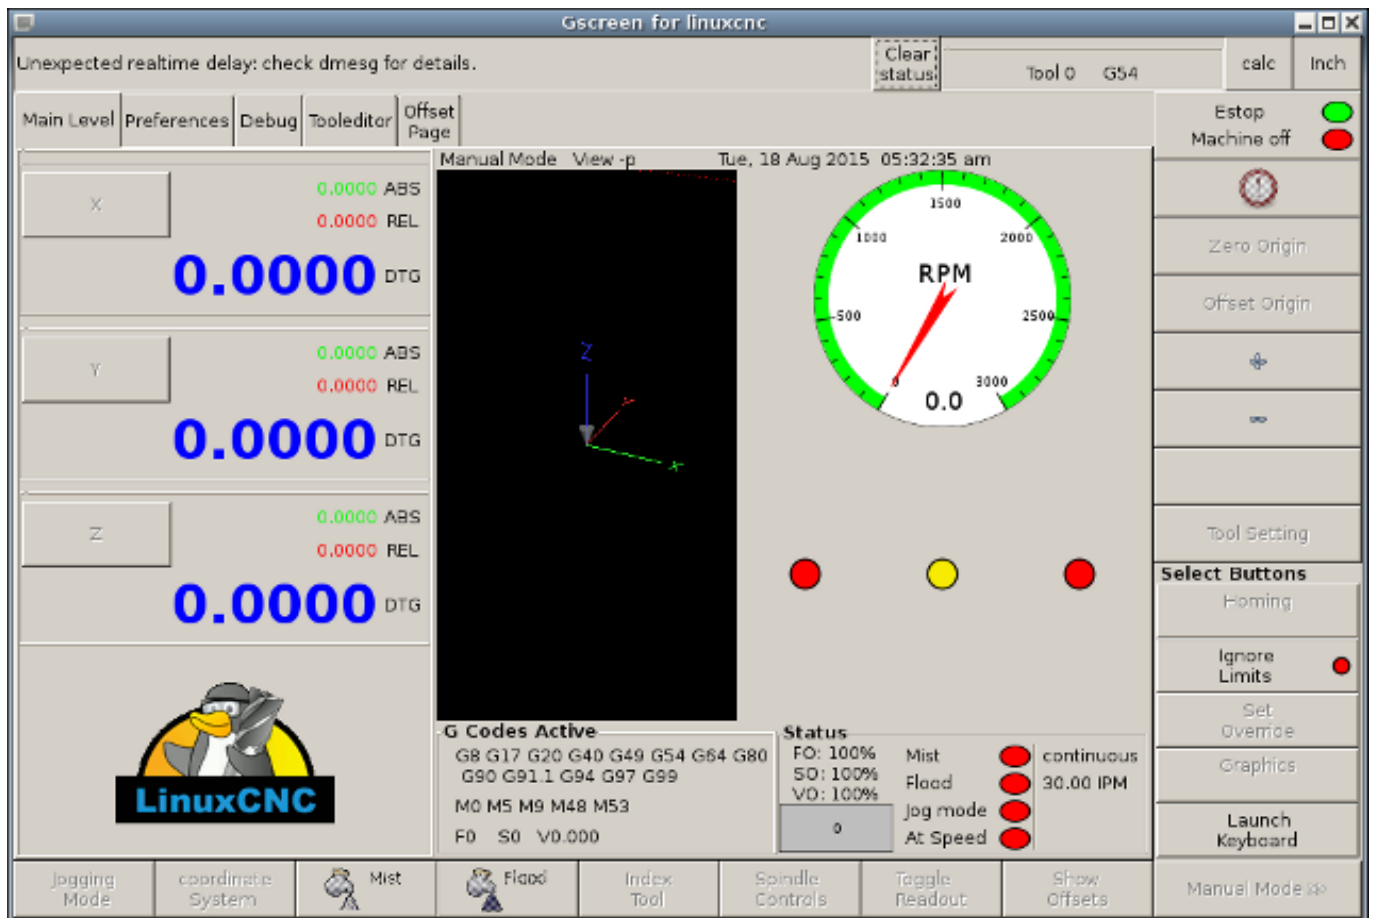 Gscreen for linuxcnc
Unexpected realtime delay: check dmesg for details.
Clear
status
Tool 0 G54
calc
Inch
Main Level
Preferences
Debug
Tooleditor
Offset
Page
Estop
Machine off
Manual Mode View -p Tue, 18 Aug 2015 05:32:35 am
X
0.0000 ABS
0.0000 REL
0.0000 DTG
Y
0.0000 ABS
0.0000 REL
0.0000 DTG
Z
0.0000 ABS
0.0000 REL
0.0000 DTG
LinuxCNC
Z
Y
X
1500
1000
2000
RPM
500
2500
0
3000
0.0
Zero Origin
Offset Origin
+
-
Tool Setting
Select Buttons
Homing
Ignore
Limits
Set
Override
Graphics
Launch
Keyboard
G Codes Active
G8 G17 G20 G40 G49 G54 G64 G80
G90 G91.1 G94 G97 G99
M0 M5 M9 M48 M53
F0 S0 V0.000
Status
FO: 100%
SO: 100%
VO: 100%
0
Mist
Flood
Jog mode
At Speed
continuous
30.00 IPM
Jogging
Mode
coordinate
System
Mist
Flood
Index
Tool
Spindle
Controls
Toggle
Readout
Show
Offsets
Manual Mode >>